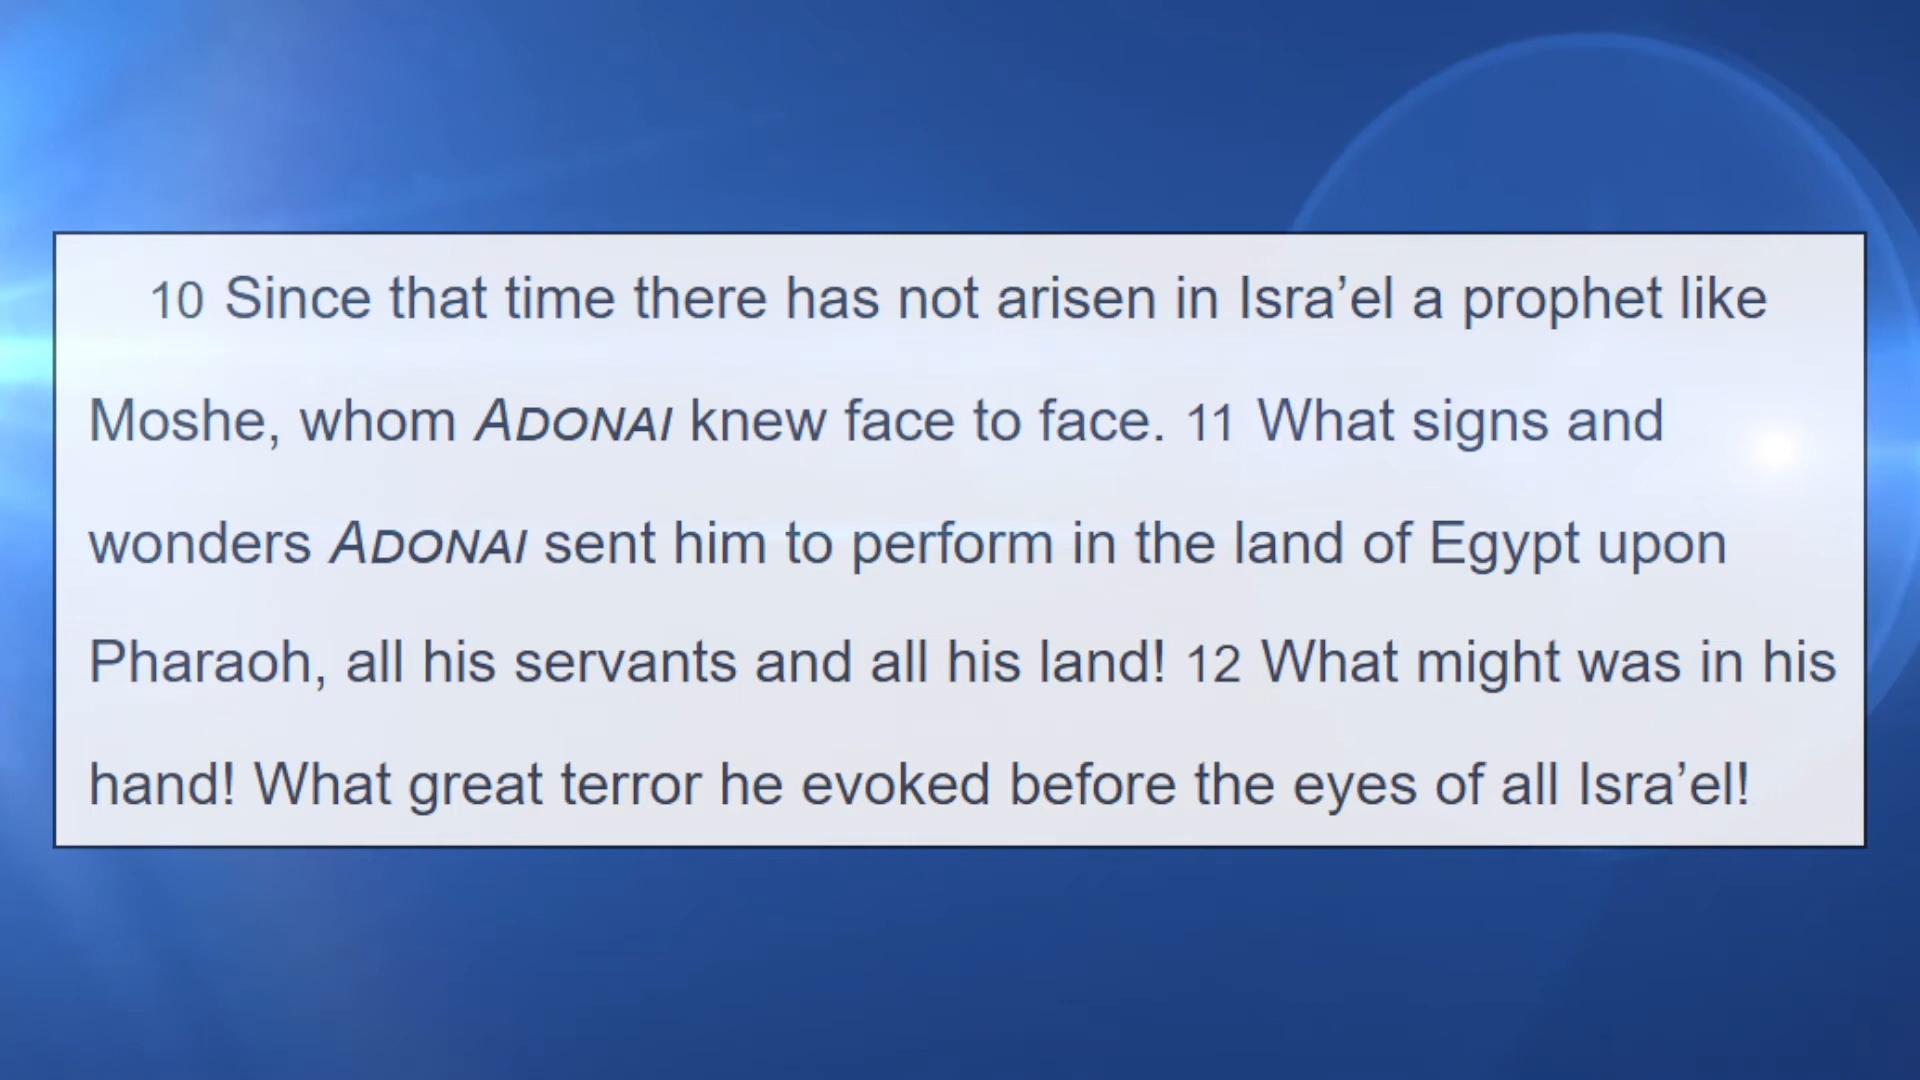 10 Since that time there has not arisen in Isra’el a prophet like
Moshe, whom ADONAI knew face to face. 11 What signs and
wonders ADONAI sent him to perform in the land of Egypt upon
Pharaoh, all his servants and all his land! 12 What might was in his
hand! What great terror he evoked before the eyes of all Isra’el!